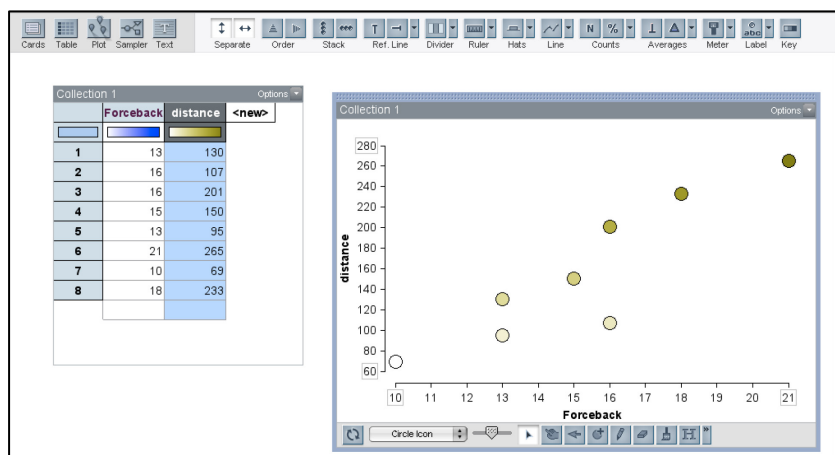 Cards Table Plot Sampler Text Separate Order Stack Ref. Line Divider Ruler Hats Line Counts Averages Meter Label Key
Collection 1 Options
Forceback distance <new>
1 13 130
2 16 107
3 16 201
4 15 150
5 13 95
6 21 265
7 10 69
8 18 233
Collection 1 Options
280
260
240
220
200
180
160
140
120
100
80
60
distance
10 11 12 13 14 15 16 17 18 19 20 21
Forceback
Circle Icon